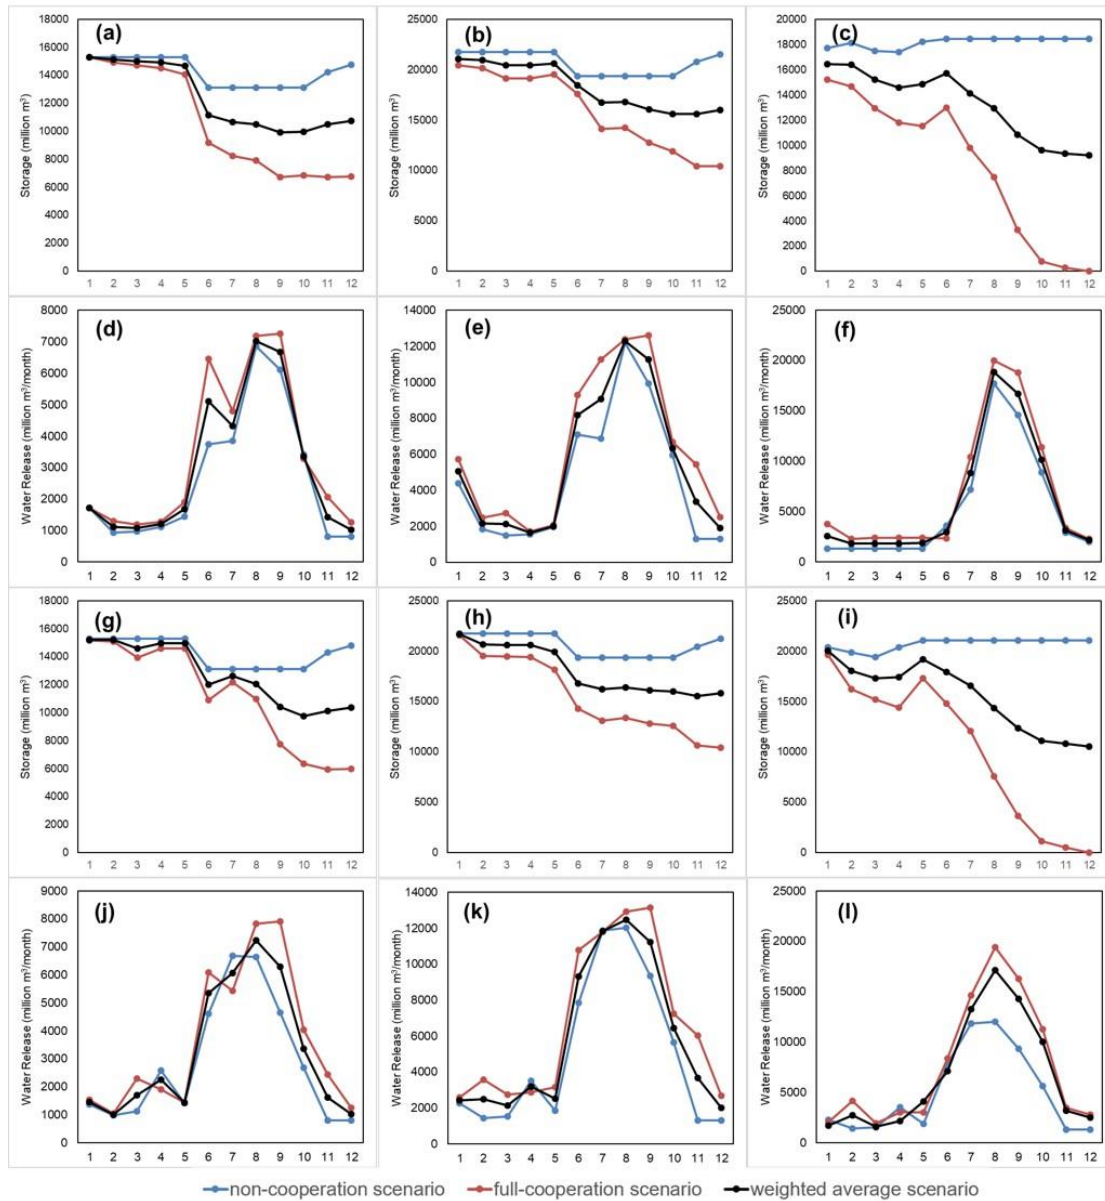 (a)
Storage (million m³)
18000
16000
14000
12000
10000
8000
6000
4000
2000
0
1 2 3 4 5 6 7 8 9 10 11 12
(b)
Storage (million m³)
25000
20000
15000
10000
5000
0
1 2 3 4 5 6 7 8 9 10 11 12
(c)
Storage (million m³)
20000
18000
16000
14000
12000
10000
8000
6000
4000
2000
0
1 2 3 4 5 6 7 8 9 10 11 12
(d)
Water Release (million m³/month)
8000
7000
6000
5000
4000
3000
2000
1000
0
1 2 3 4 5 6 7 8 9 10 11 12
(e)
Water Release (million m³/month)
14000
12000
10000
8000
6000
4000
2000
0
1 2 3 4 5 6 7 8 9 10 11 12
(f)
Water Release (million m³/month)
25000
20000
15000
10000
5000
0
1 2 3 4 5 6 7 8 9 10 11 12
(g)
Storage (million m³)
18000
16000
14000
12000
10000
8000
6000
4000
2000
0
1 2 3 4 5 6 7 8 9 10 11 12
(h)
Storage (million m³)
25000
20000
15000
10000
5000
0
1 2 3 4 5 6 7 8 9 10 11 12
(i)
Storage (million m³)
25000
20000
15000
10000
5000
0
1 2 3 4 5 6 7 8 9 10 11 12
(j)
Water Release (million m³/month)
9000
8000
7000
6000
5000
4000
3000
2000
1000
0
1 2 3 4 5 6 7 8 9 10 11 12
(k)
Water Release (million m³/month)
14000
12000
10000
8000
6000
4000
2000
0
1 2 3 4 5 6 7 8 9 10 11 12
(l)
Water Release (million m³/month)
25000
20000
15000
10000
5000
0
1 2 3 4 5 6 7 8 9 10 11 12
non-cooperation scenario full-cooperation scenario weighted average scenario